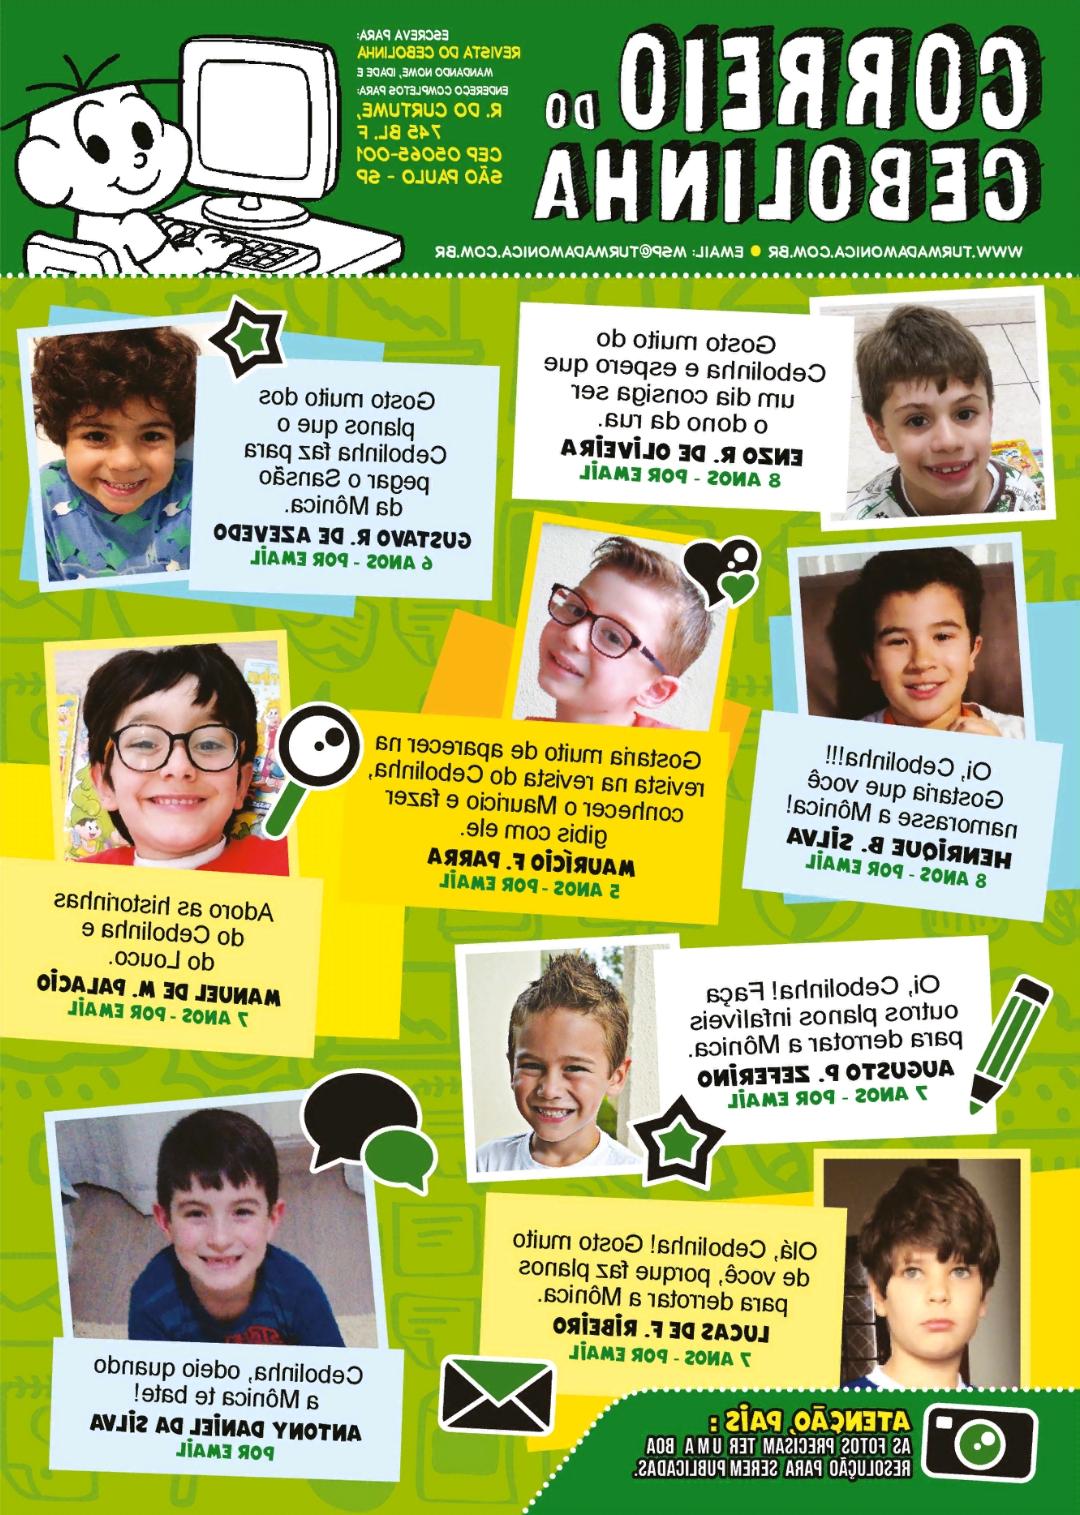 CORREIO DO
CEBOLINHA
WWW.TURMADAMONICA.COM.BR • EMAIL: MSP@TURMADAMONICA.COM.BR
ESCREVA PARA:
REVISTA DO CEBOLINHA
MANDANDO NOME, IDADE E
ENDEREÇO COMPLETOS PARA:
R. DO CURTUME,
745 BL. F
CEP 05065-001
SÃO PAULO - SP
Gosto muito do
Cebolinha e espero que
um dia consiga ser
o dono da rua.
ENZO R. DE OLIVEIRA
8 ANOS - POR EMAIL
Gosto muito dos
planos que o
Cebolinha faz para
pegar o Sansão
da Mônica.
GUSTAVO R. DE AZEVEDO
6 ANOS - POR EMAIL
Oi, Cebolinha!!!
Gostaria que você
namorasse a Mônica!
HENRIQUE B. SILVA
8 ANOS - POR EMAIL
Gostaria muito de aparecer na
revista na revista do Cebolinha,
conhecer o Mauricio e fazer
gibis com ele.
MAURÍCIO F. PARRA
5 ANOS - POR EMAIL
Adoro as historinhas
do Cebolinha e
do Louco.
MANUEL DE M. PALACIO
7 ANOS - POR EMAIL
Oi, Cebolinha! Faça
outros planos infalíveis
para derrotar a Mônica.
AUGUSTO P. ZEFERINO
7 ANOS - POR EMAIL
Olá, Cebolinha! Gosto muito
de você, porque faz planos
para derrotar a Mônica.
LUCAS DE F. RIBEIRO
7 ANOS - POR EMAIL
Cebolinha, odeio quando
a Mônica te bate!
ANTONY DANIEL DA SILVA
POR EMAIL
ATENÇÃO, PAIS:
AS FOTOS PRECISAM TER UMA BOA
RESOLUÇÃO PARA SEREM PUBLICADAS.